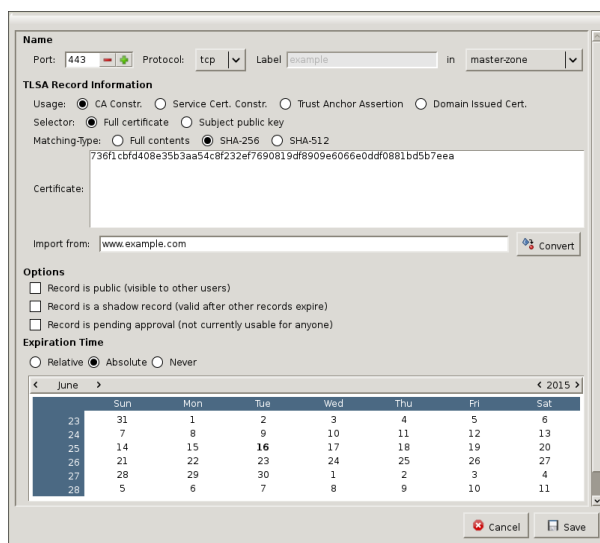 Name
Port: 443 Protocol: tcp Label example in master-zone
TLSA Record Information
Usage: CA Constr. Service Cert. Constr. Trust Anchor Assertion Domain Issued Cert.
Selector: Full certificate Subject public key
Matching-Type: Full contents SHA-256 SHA-512
736f1cbfd408e35b3aa54c8f232ef7690819df8909e6066e0ddf0881bd5b7eea
Certificate:
Import from: www.example.com Convert
Options
Record is public (visible to other users)
Record is a shadow record (valid after other records expire)
Record is pending approval (not currently usable for anyone)
Expiration Time
Relative Absolute Never
< June > < 2015 >
Sun Mon Tue Wed Thu Fri Sat
23 31 1 2 3 4 5 6
24 7 8 9 10 11 12 13
25 14 15 16 17 18 19 20
26 21 22 23 24 25 26 27
27 28 29 30 1 2 3 4
28 5 6 7 8 9 10 11
Cancel Save